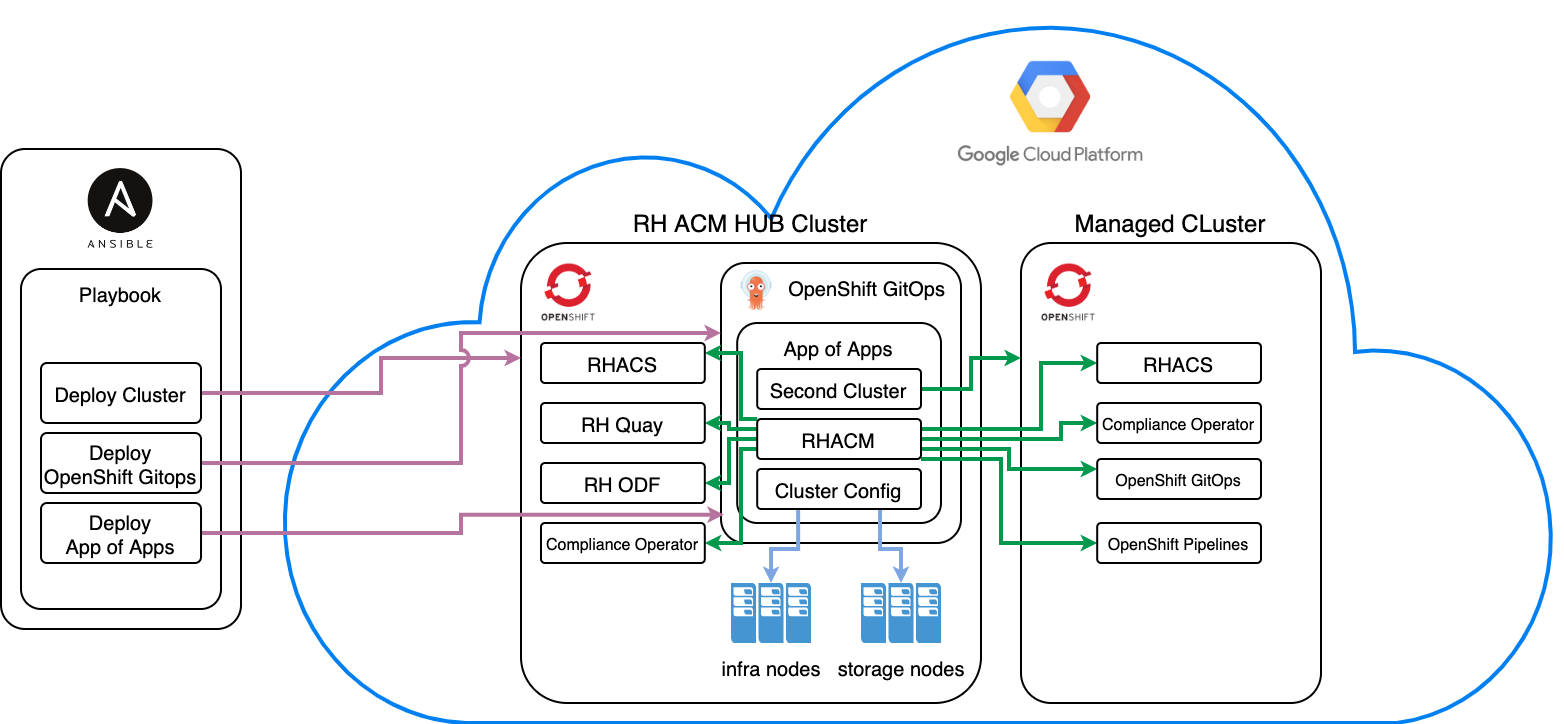 Google Cloud Platform
ANSIBLE
Playbook
Deploy Cluster
Deploy
OpenShift Gitops
Deploy
App of Apps
RH ACM HUB Cluster
OPENSHIFT
RHACS
RH Quay
RH ODF
Compliance Operator
OpenShift GitOps
App of Apps
Second Cluster
RHACM
Cluster Config
infra nodes
storage nodes
Managed CLuster
OPENSHIFT
RHACS
Compliance Operator
OpenShift GitOps
OpenShift Pipelines